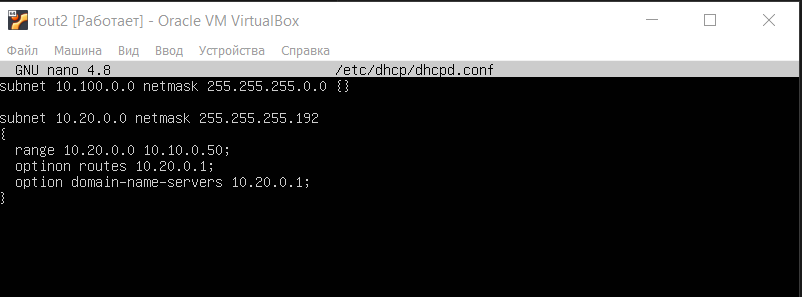 rout2 [Работает] - Oracle VM VirtualBox
Файл Машина Вид Ввод Устройства Справка
GNU nano 4.8 /etc/dhcp/dhcpd.conf
subnet 10.100.0.0 netmask 255.255.255.0.0 {}
subnet 10.20.0.0 netmask 255.255.255.192
{
range 10.20.0.0 10.10.0.50;
optinon routes 10.20.0.1;
option domain-name-servers 10.20.0.1;
}